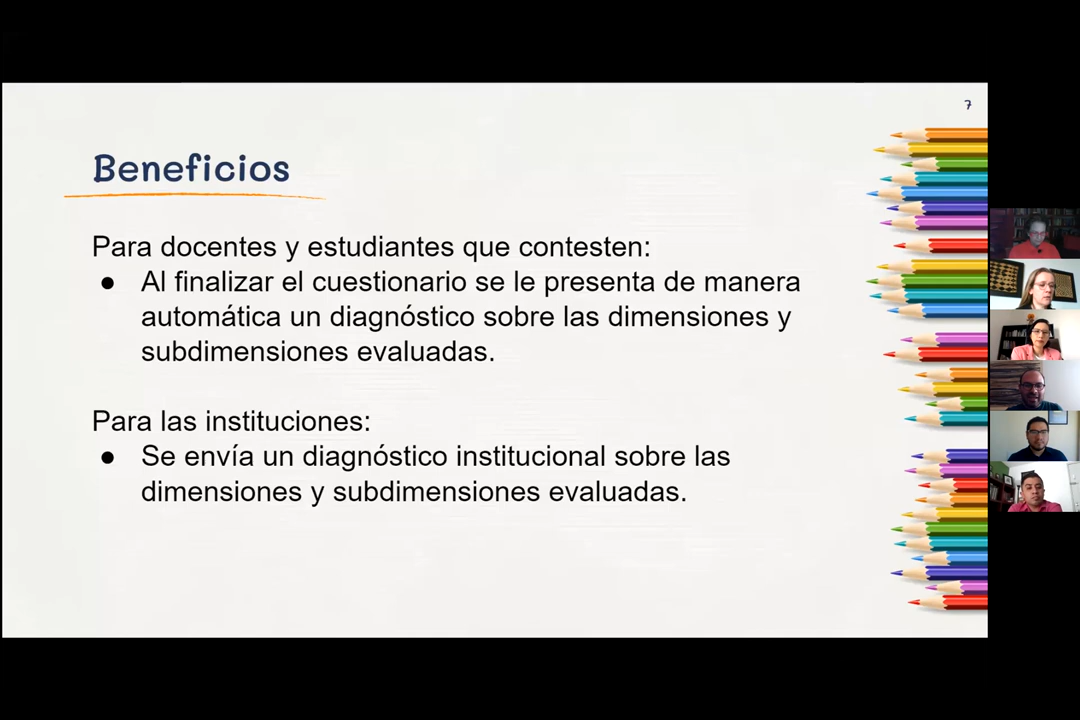 7
Beneficios
Para docentes y estudiantes que contesten:
● Al finalizar el cuestionario se le presenta de manera
automática un diagnóstico sobre las dimensiones y
subdimensiones evaluadas.
Para las instituciones:
● Se envía un diagnóstico institucional sobre las
dimensiones y subdimensiones evaluadas.